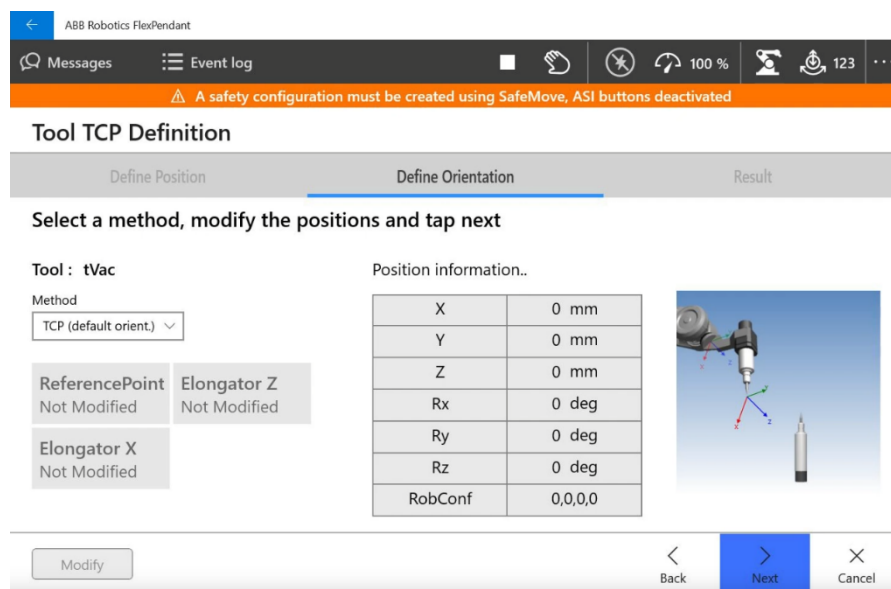 ABB Robotics FlexPendant
Messages Event log 100 % 123 ...
A safety configuration must be created using SafeMove, ASI buttons deactivated
Tool TCP Definition
Define Position Define Orientation Result
Select a method, modify the positions and tap next
Tool : tVac Position information..
Method
TCP (default orient.)
X 0 mm
Y 0 mm
Z 0 mm
Rx 0 deg
Ry 0 deg
Rz 0 deg
RobConf 0,0,0,0
ReferencePoint Elongator Z
Not Modified Not Modified
Elongator X
Not Modified
x z
y
x z
Modify Back Next Cancel